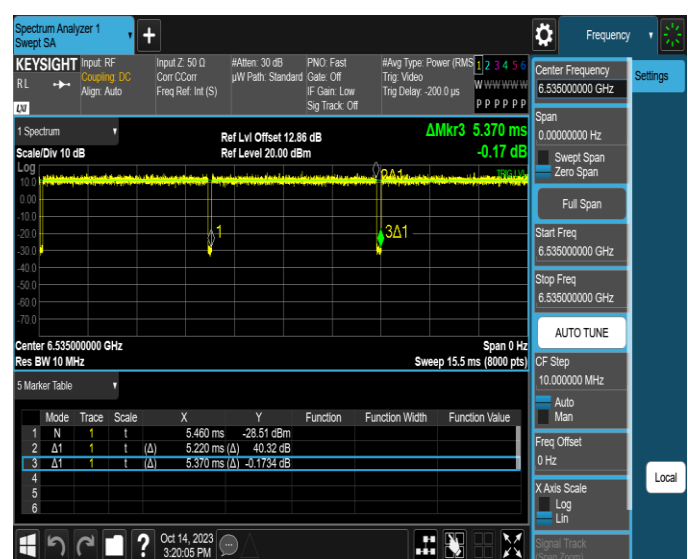 Spectrum Analyzer 1
Swept SA
Frequency
KEYSIGHT
RL
LXI
Input: RF
Coupling: DC
Align: Auto
Input Z: 50 Ω
Corr CCorr
Freq Ref: Int (S)
#Atten: 30 dB
µW Path: Standard
PNO: Fast
Gate: Off
IF Gain: Low
Sig Track: Off
#Avg Type: Power (RMS
Trig: Video
Trig Delay: -200.0 µs
1 2 3 4 5 6
W W W W W W
P P P P P P
1 Spectrum
Scale/Div 10 dB
Ref Lvl Offset 12.86 dB
Ref Level 20.00 dBm
ΔMkr3 5.370 ms
-0.17 dB
Log
10.0
0.00
-10.0
-20.0
-30.0
-40.0
-50.0
-60.0
-70.0
2Δ1
TRIG LVL
1
3Δ1
Center 6.535000000 GHz
Res BW 10 MHz
Span 0 Hz
Sweep 15.5 ms (8000 pts)
5 Marker Table
Mode Trace Scale X Y Function Function Width Function Value
1 N 1 t 5.460 ms -28.51 dBm
2 Δ1 1 t (Δ) 5.220 ms (Δ) 40.32 dB
3 Δ1 1 t (Δ) 5.370 ms (Δ) -0.1734 dB
4
5
6
Oct 14, 2023
3:20:05 PM
Center Frequency
6.535000000 GHz
Span
0.00000000 Hz
Swept Span
Zero Span
Full Span
Start Freq
6.535000000 GHz
Stop Freq
6.535000000 GHz
AUTO TUNE
CF Step
10.000000 MHz
Auto
Man
Freq Offset
0 Hz
X Axis Scale
Log
Lin
Signal Track
(Span Zoom)
Settings
Local